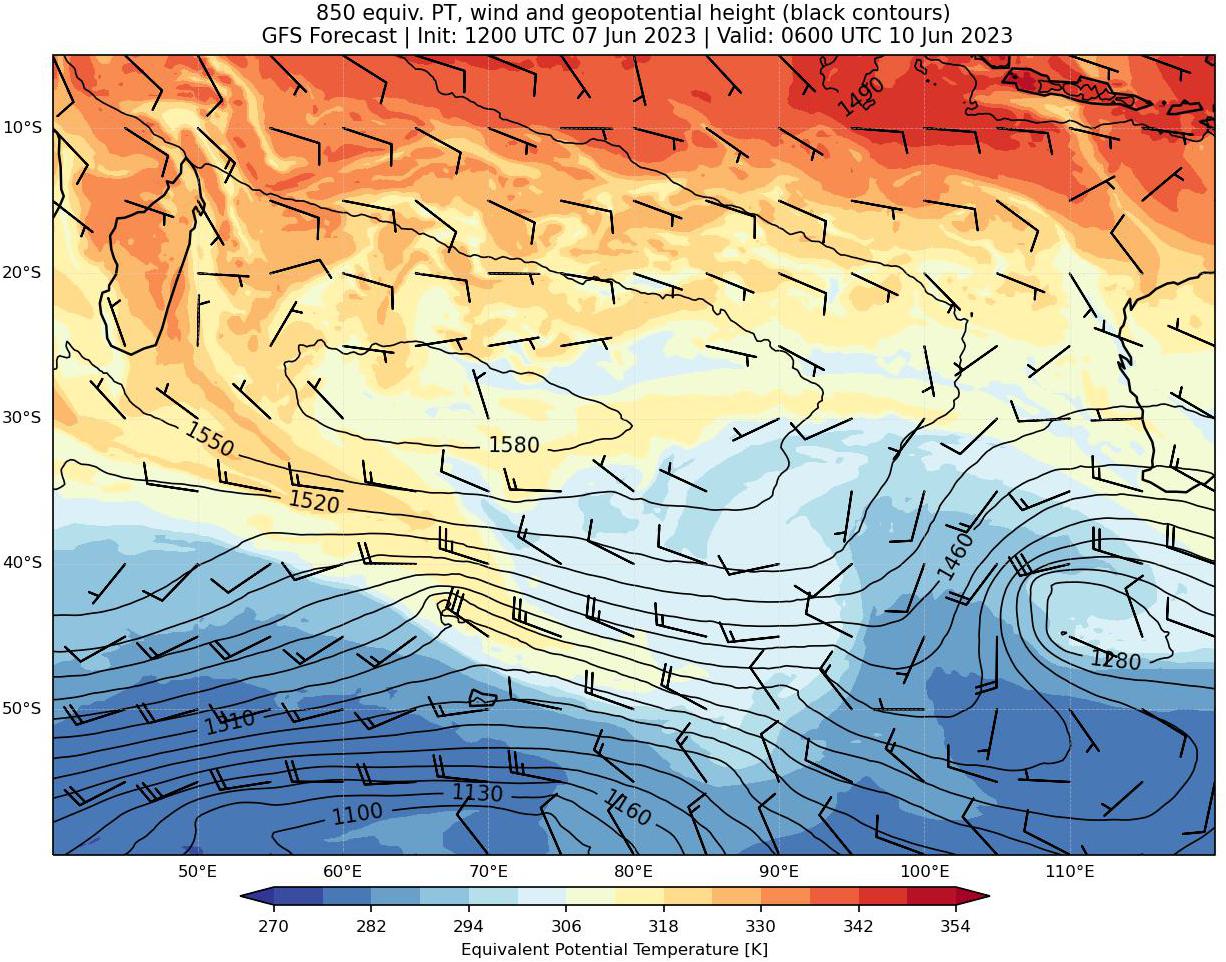 850 equiv. PT, wind and geopotential height (black contours)
GFS Forecast | Init: 1200 UTC 07 Jun 2023 | Valid: 0600 UTC 10 Jun 2023
1490
10°S
20°S
30°S
1550
1580
1520
40°S
1460
1280
50°S
1310
1130
1100
1160
50°E 60°E 70°E 80°E 90°E 100°E 110°E
270 282 294 306 318 330 342 354
Equivalent Potential Temperature [K]